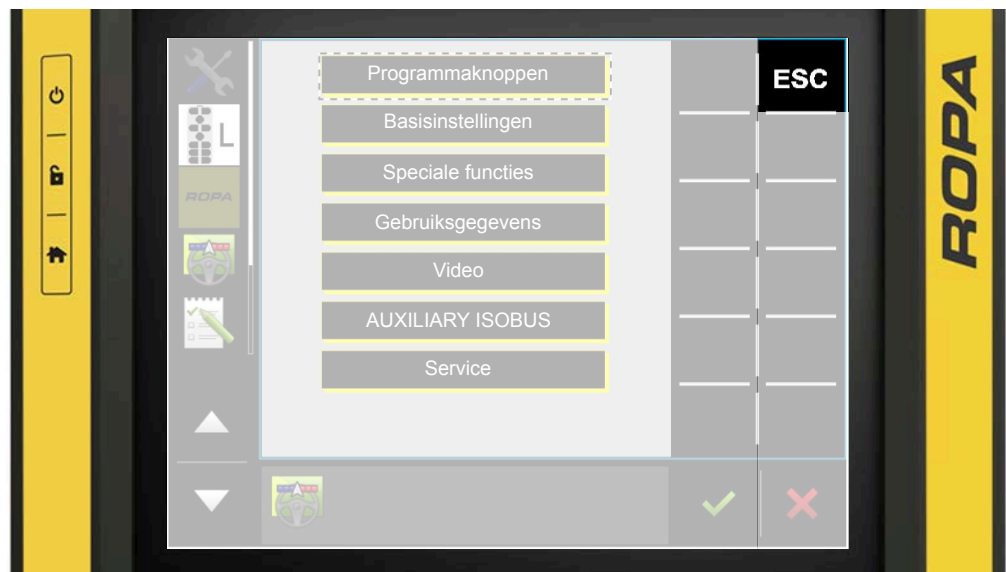 Programmaknoppen
ESC
Basisinstellingen
L
Speciale functies
ROPA
Gebruiksgegevens
Video
AUXILIARY ISOBUS
Service
ROPA